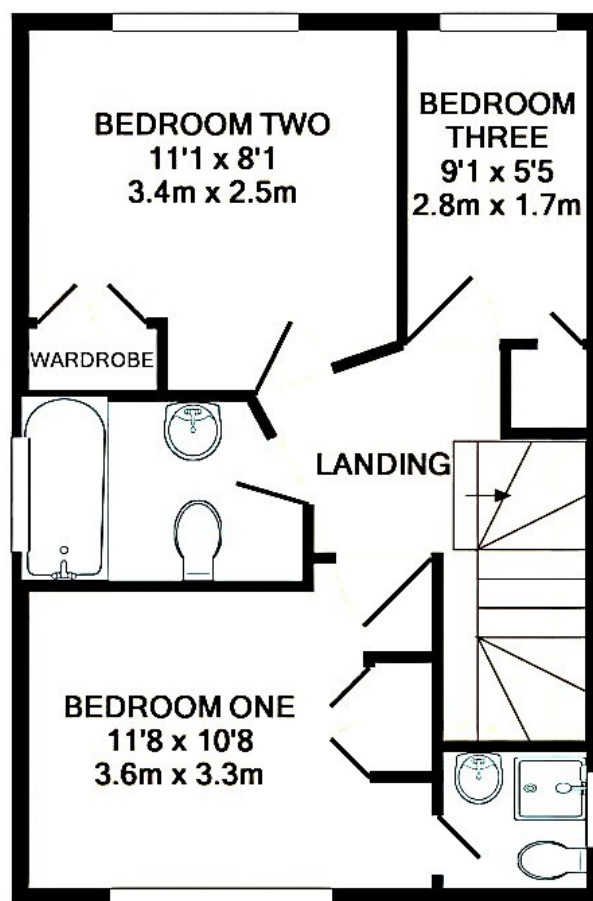 BEDROOM TWO
11'1 x 8'1
3.4m x 2.5m
BEDROOM
THREE
9'1 x 5'5
2.8m x 1.7m
WARDROBE
LANDING
BEDROOM ONE
11'8 x 10'8
3.6m x 3.3m